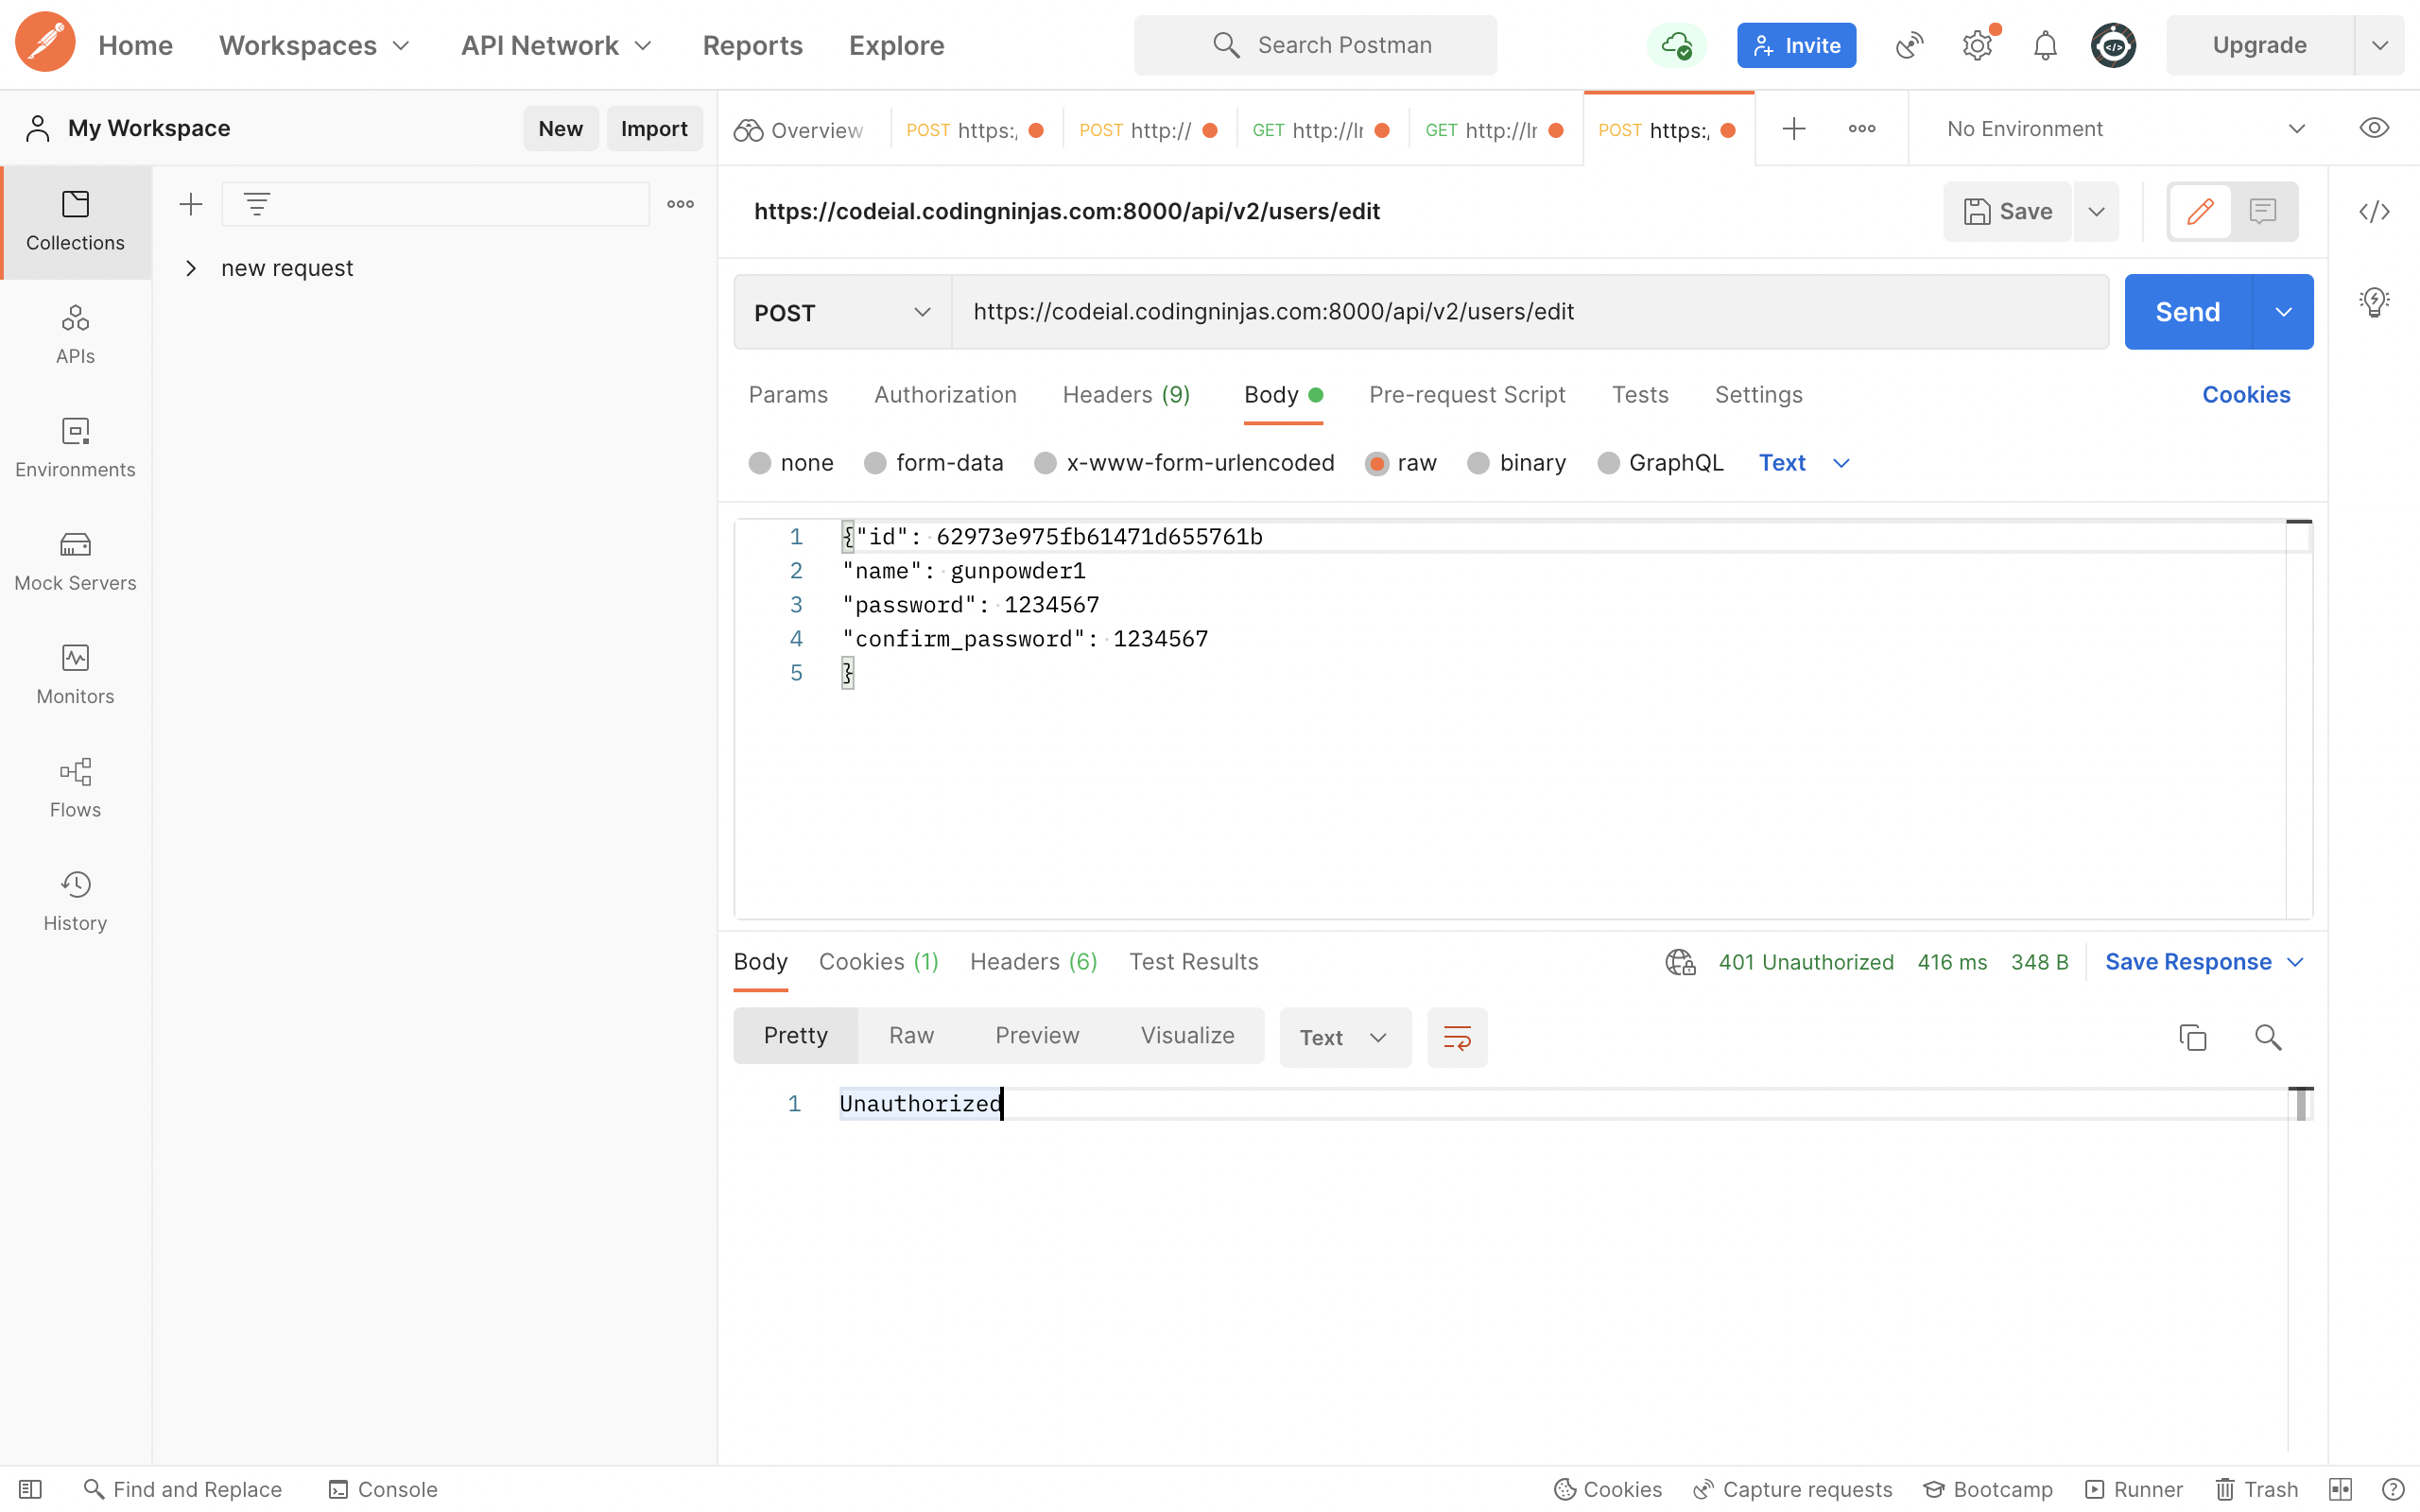 Home Workspaces API Network Reports Explore Search Postman Invite Upgrade
My Workspace New Import
Overview POST https:/ POST http:// GET http://lr GET http://lr POST https:/ No Environment
Collections
APIs
Environments
Mock Servers
Monitors
Flows
History
new request
https://codeial.codingninjas.com:8000/api/v2/users/edit Save
POST https://codeial.codingninjas.com:8000/api/v2/users/edit Send
Params Authorization Headers (9) Body Pre-request Script Tests Settings Cookies
none form-data x-www-form-urlencoded raw binary GraphQL Text
1 {"id": 62973e975fb61471d655761b
2 "name": gunpowder1
3 "password": 1234567
4 "confirm_password": 1234567
5 }
Body Cookies (1) Headers (6) Test Results 401 Unauthorized 416 ms 348 B Save Response
Pretty Raw Preview Visualize Text
1 Unauthorized
Find and Replace Console Cookies Capture requests Bootcamp Runner Trash